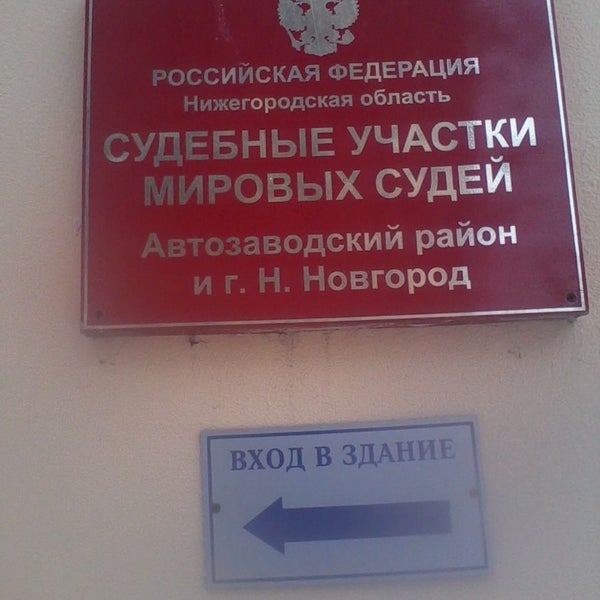 РОССИЙСКАЯ ФЕДЕРАЦИЯ
Нижегородская область
СУДЕБНЫЕ УЧАСТКИ
МИРОВЫХ СУДЕЙ
Автозаводский район
и г. Н. Новгород
ВХОД В ЗДАНИЕ